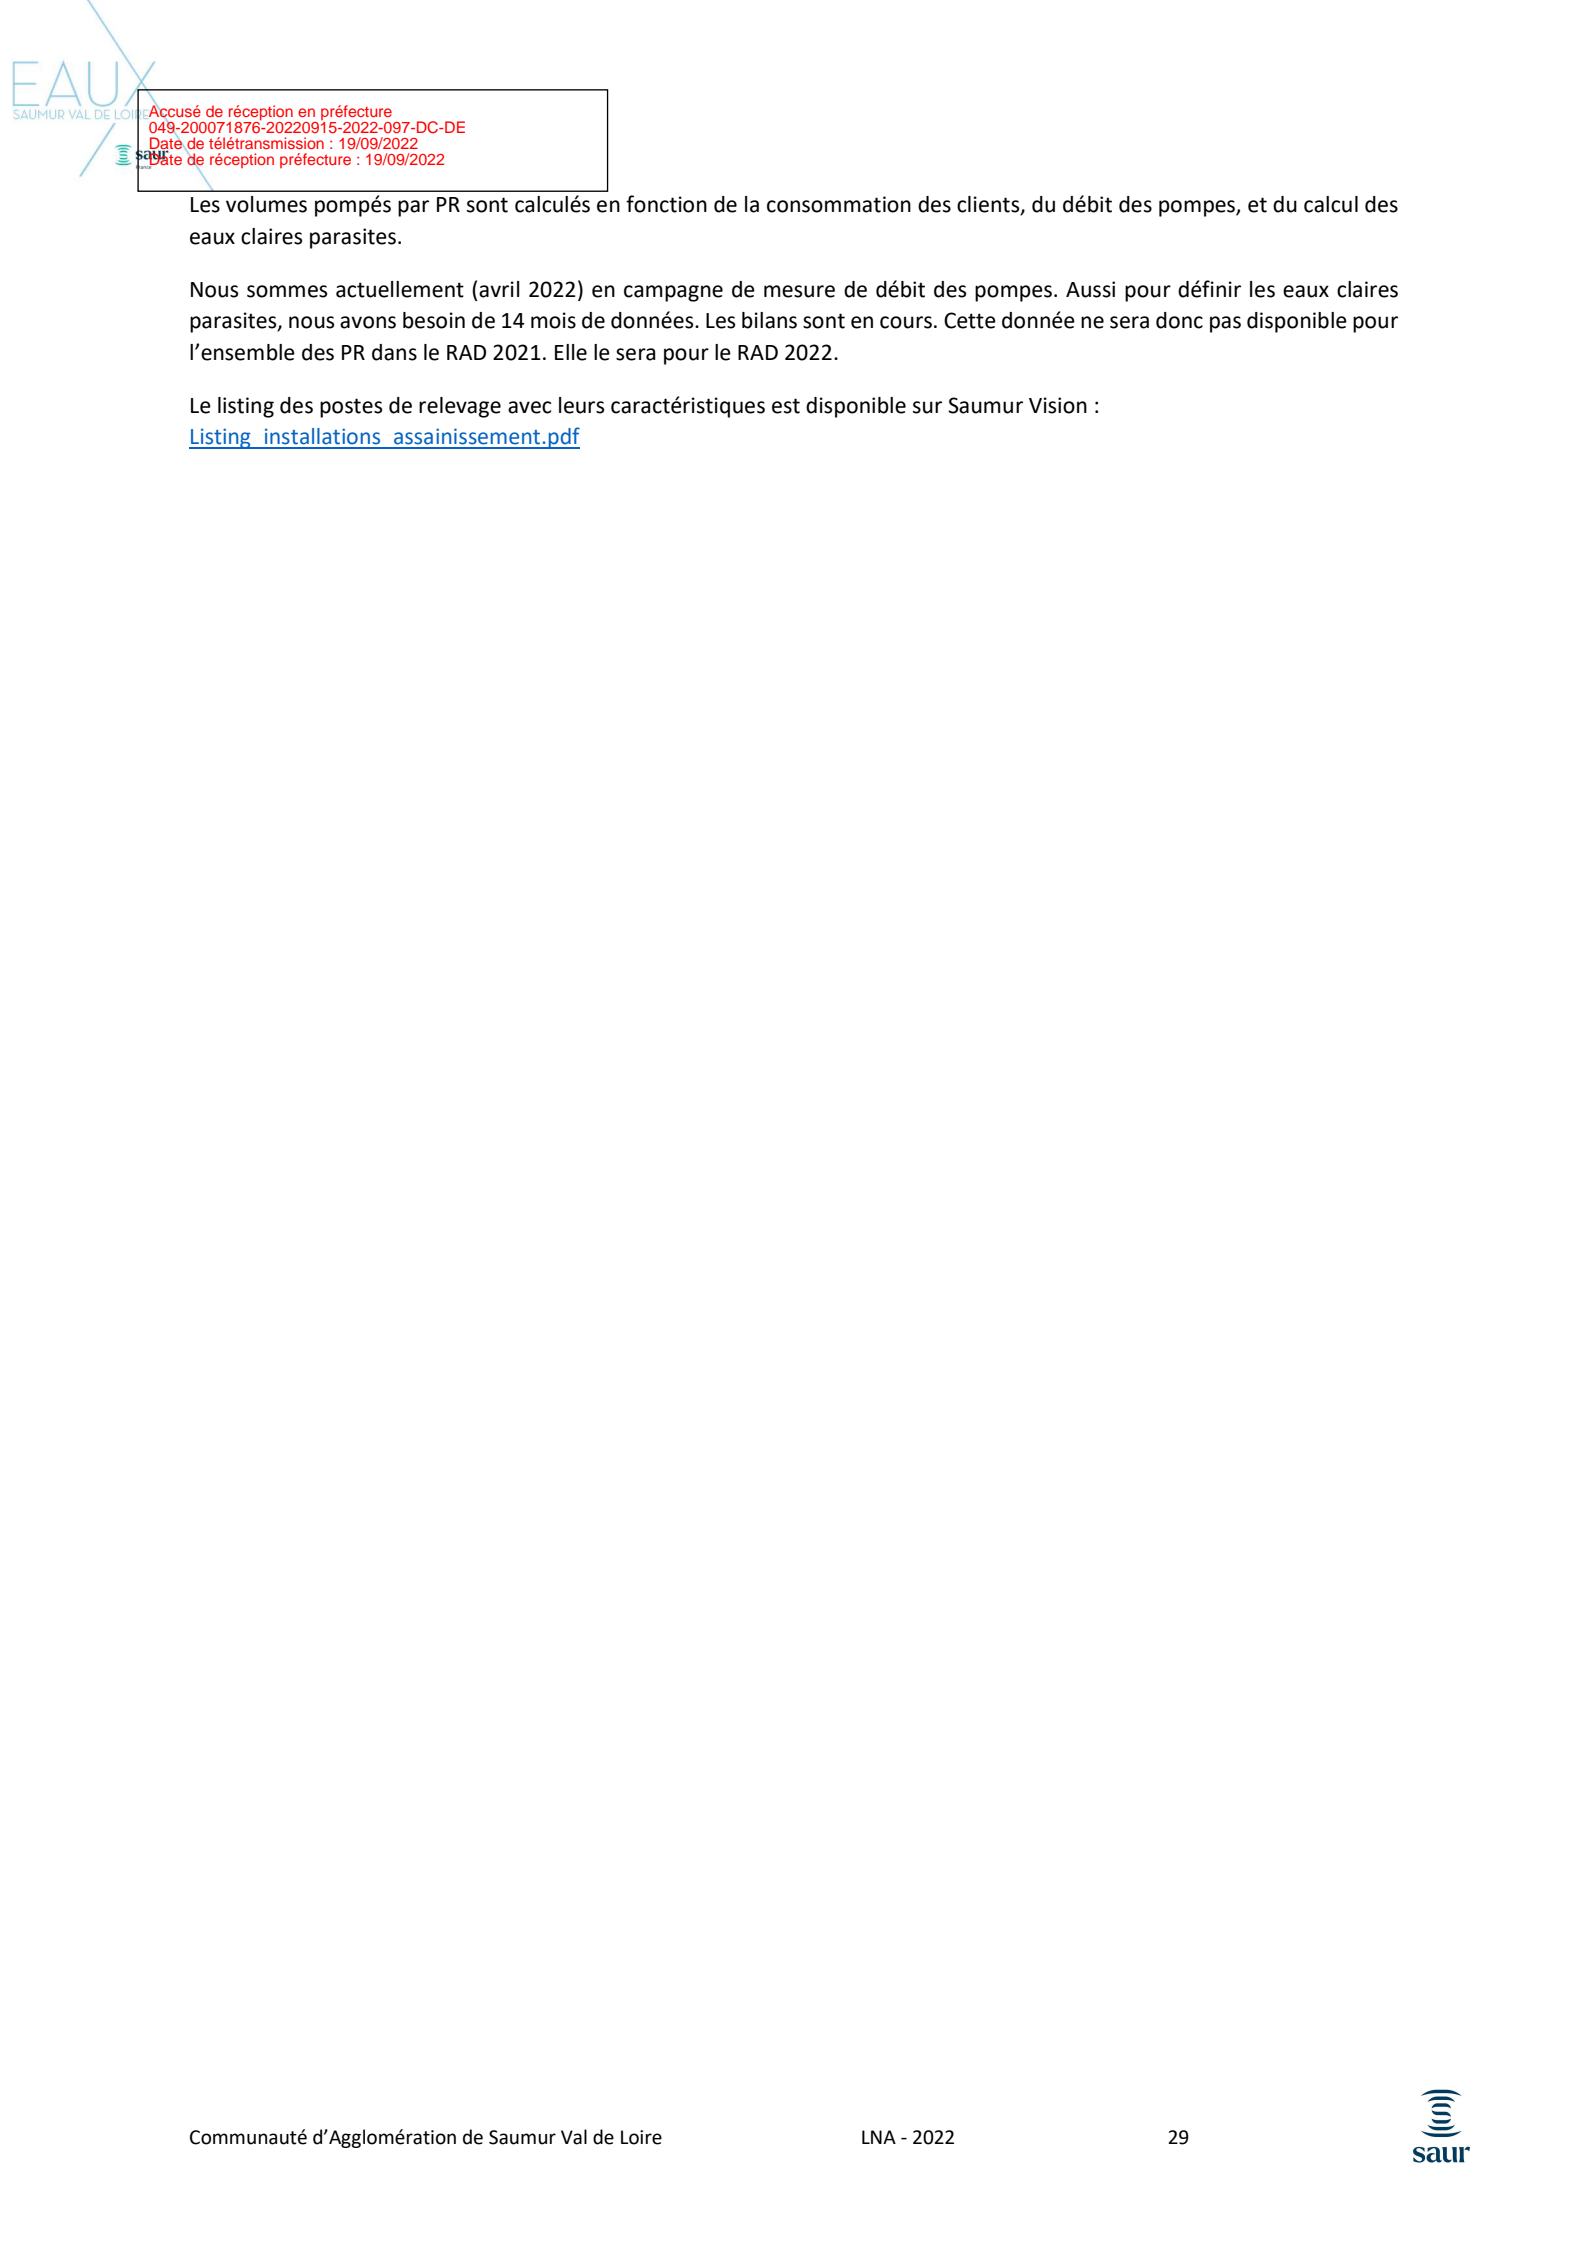 EAUX
SAUMUR VAL DE LOIRE
saur
Accusé de réception en préfecture
049-200071876-20220915-2022-097-DC-DE
Date de télétransmission : 19/09/2022
Date de réception préfecture : 19/09/2022
Les volumes pompés par PR sont calculés en fonction de la consommation des clients, du débit des pompes, et du calcul des
eaux claires parasites.
Nous sommes actuellement (avril 2022) en campagne de mesure de débit des pompes. Aussi pour définir les eaux claires
parasites, nous avons besoin de 14 mois de données. Les bilans sont en cours. Cette donnée ne sera donc pas disponible pour
l’ensemble des PR dans le RAD 2021. Elle le sera pour le RAD 2022.
Le listing des postes de relevage avec leurs caractéristiques est disponible sur Saumur Vision :
Listing_installations_assainissement.pdf
Communauté d’Agglomération de Saumur Val de Loire LNA - 2022 29
saur